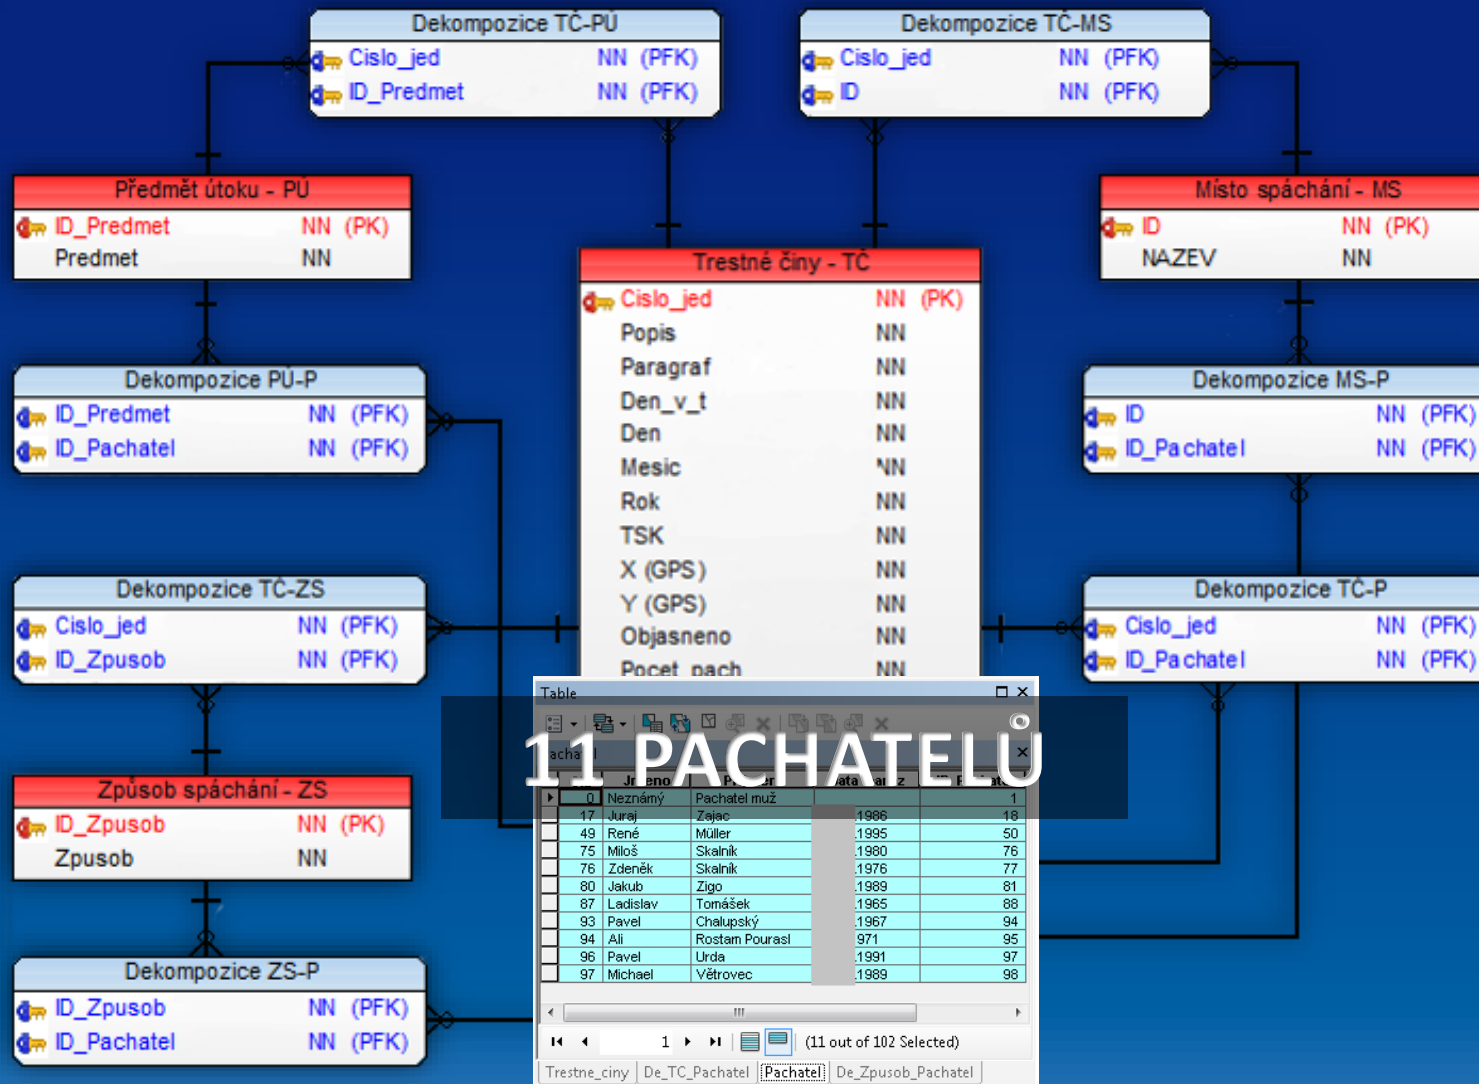 Dekompozice TČ-PÚ
Cislo_jed NN (PFK)
ID_Predmet NN (PFK)
Dekompozice TČ-MS
Cislo_jed NN (PFK)
ID NN (PFK)
Předmět útoku - PÚ
ID_Predmet NN (PK)
Predmet NN
Místo spáchání - MS
ID NN (PK)
NAZEV NN
Trestné činy - TČ
Cislo_jed NN (PK)
Popis NN
Paragraf NN
Den_v_t NN
Den NN
Mesic NN
Rok NN
TSK NN
X (GPS) NN
Y (GPS) NN
Objasneno NN
Pocet_pach NN
Dekompozice PÚ-P
ID_Predmet NN (PFK)
ID_Pachatel NN (PFK)
Dekompozice MS-P
ID NN (PFK)
ID_Pachatel NN (PFK)
Dekompozice TČ-ZS
Cislo_jed NN (PFK)
ID_Zpusob NN (PFK)
Dekompozice TČ-P
Cislo_jed NN (PFK)
ID_Pachatel NN (PFK)
Způsob spáchání - ZS
ID_Zpusob NN (PK)
Zpusob NN
Dekompozice ZS-P
ID_Zpusob NN (PFK)
ID_Pachatel NN (PFK)
Table
11 PACHATELŮ
0 Neznámý Pachatel muž 1
17 Juraj Zajac .1986 18
49 René Müller .1995 50
75 Miloš Skalník .1980 76
76 Zdeněk Skalník .1976 77
80 Jakub Zigo .1989 81
87 Ladislav Tomášek .1965 88
93 Pavel Chalupský .1967 94
94 Ali Rostam Pourasl 971 95
96 Pavel Urda .1991 97
97 Michael Větrovec .1989 98
1 (11 out of 102 Selected)
Trestne_ciny De_TC_Pachatel Pachatel De_Zpusob_Pachatel